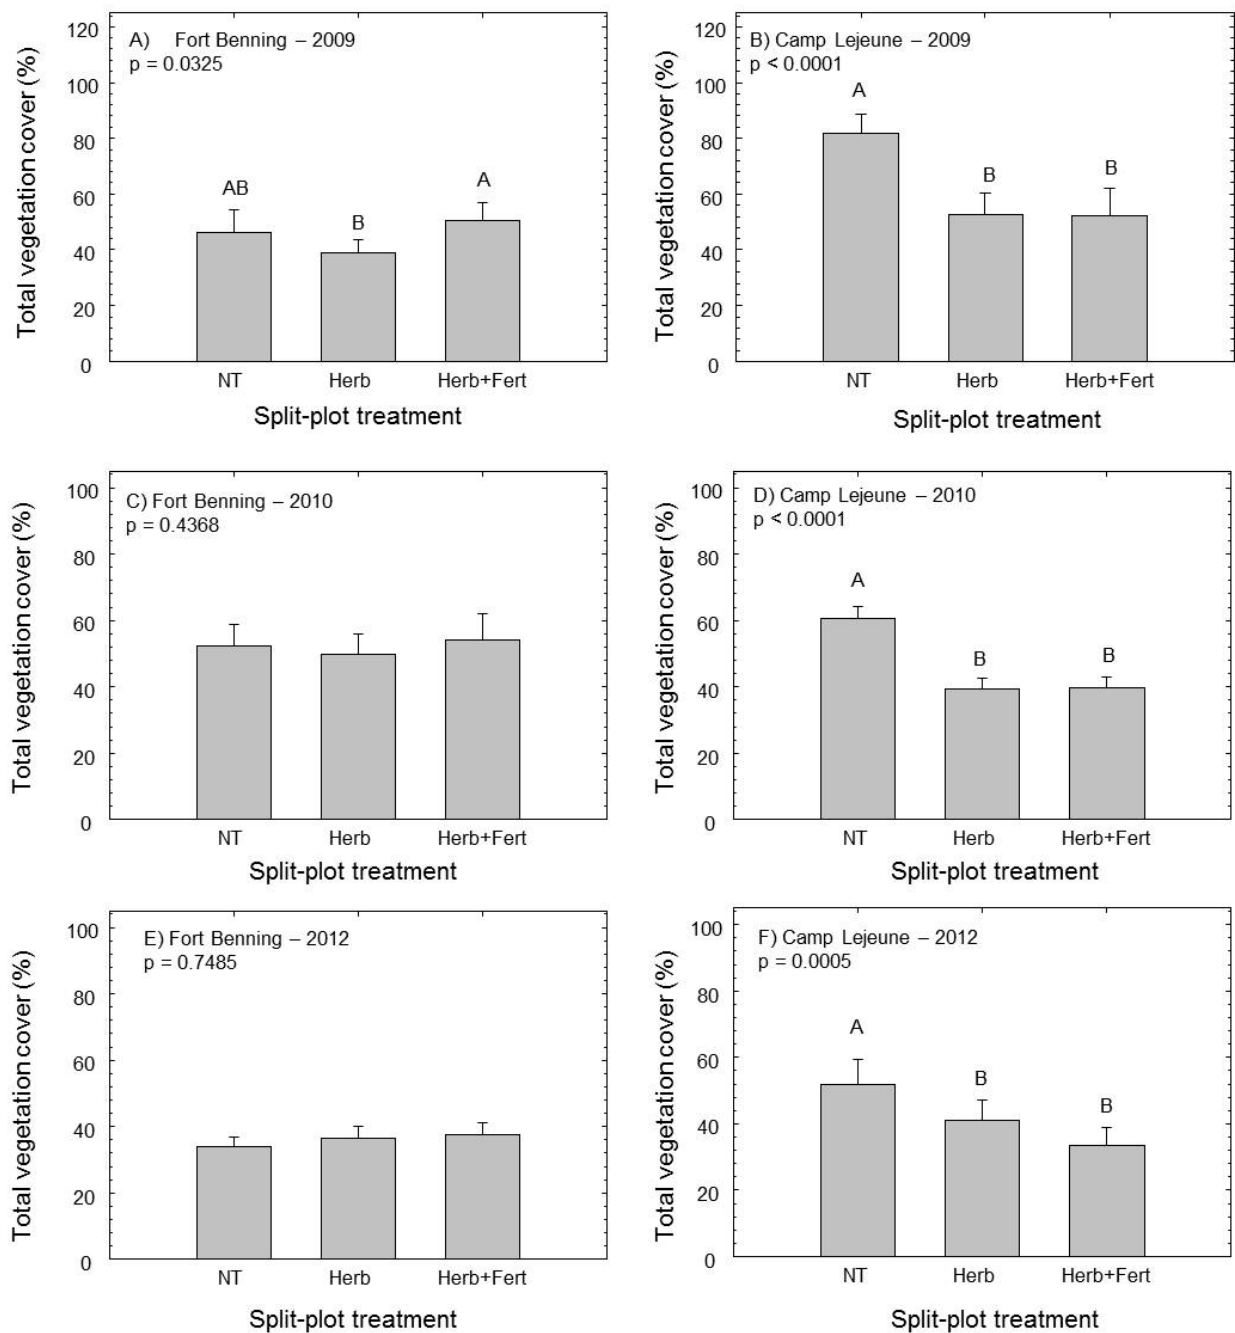 A) Fort Benning – 2009
p = 0.0325
Total vegetation cover (%)
120
100
80
60
40
20
0
AB
B
A
NT Herb Herb+Fert
Split-plot treatment
B) Camp Lejeune – 2009
p < 0.0001
Total vegetation cover (%)
120
100
80
60
40
20
0
A
B
B
NT Herb Herb+Fert
Split-plot treatment
C) Fort Benning – 2010
p = 0.4368
Total vegetation cover (%)
100
80
60
40
20
0
NT Herb Herb+Fert
Split-plot treatment
D) Camp Lejeune – 2010
p < 0.0001
Total vegetation cover (%)
100
80
60
40
20
0
A
B
B
NT Herb Herb+Fert
Split-plot treatment
E) Fort Benning – 2012
p = 0.7485
Total vegetation cover (%)
100
80
60
40
20
0
NT Herb Herb+Fert
Split-plot treatment
F) Camp Lejeune – 2012
p = 0.0005
Total vegetation cover (%)
100
80
60
40
20
0
A
B
B
NT Herb Herb+Fert
Split-plot treatment